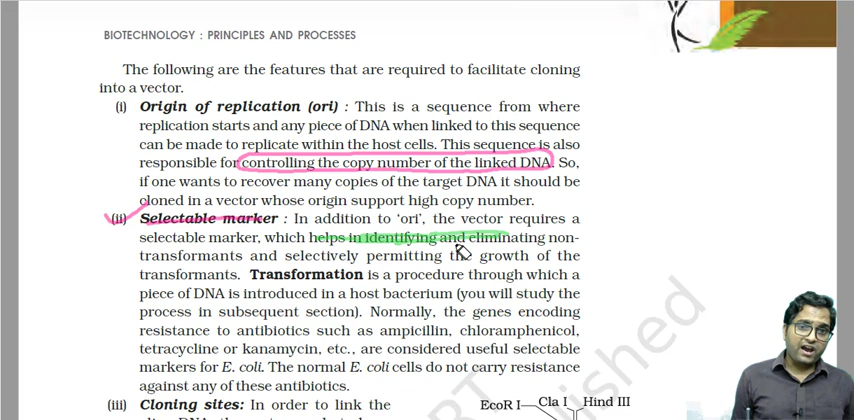 BIOTECHNOLOGY : PRINCIPLES AND PROCESSES
The following are the features that are required to facilitate cloning
into a vector.
(i) Origin of replication (ori) : This is a sequence from where
replication starts and any piece of DNA when linked to this sequence
can be made to replicate within the host cells. This sequence is also
responsible for controlling the copy number of the linked DNA. So,
if one wants to recover many copies of the target DNA it should be
cloned in a vector whose origin support high copy number.
(ii) Selectable marker : In addition to ‘ori’, the vector requires a
selectable marker, which helps in identifying and eliminating non-
transformants and selectively permitting the growth of the
transformants. Transformation is a procedure through which a
piece of DNA is introduced in a host bacterium (you will study the
process in subsequent section). Normally, the genes encoding
resistance to antibiotics such as ampicillin, chloramphenicol,
tetracycline or kanamycin, etc., are considered useful selectable
markers for E. coli. The normal E. coli cells do not carry resistance
against any of these antibiotics.
(iii) Cloning sites: In order to link the
EcoR I Cla I Hind III